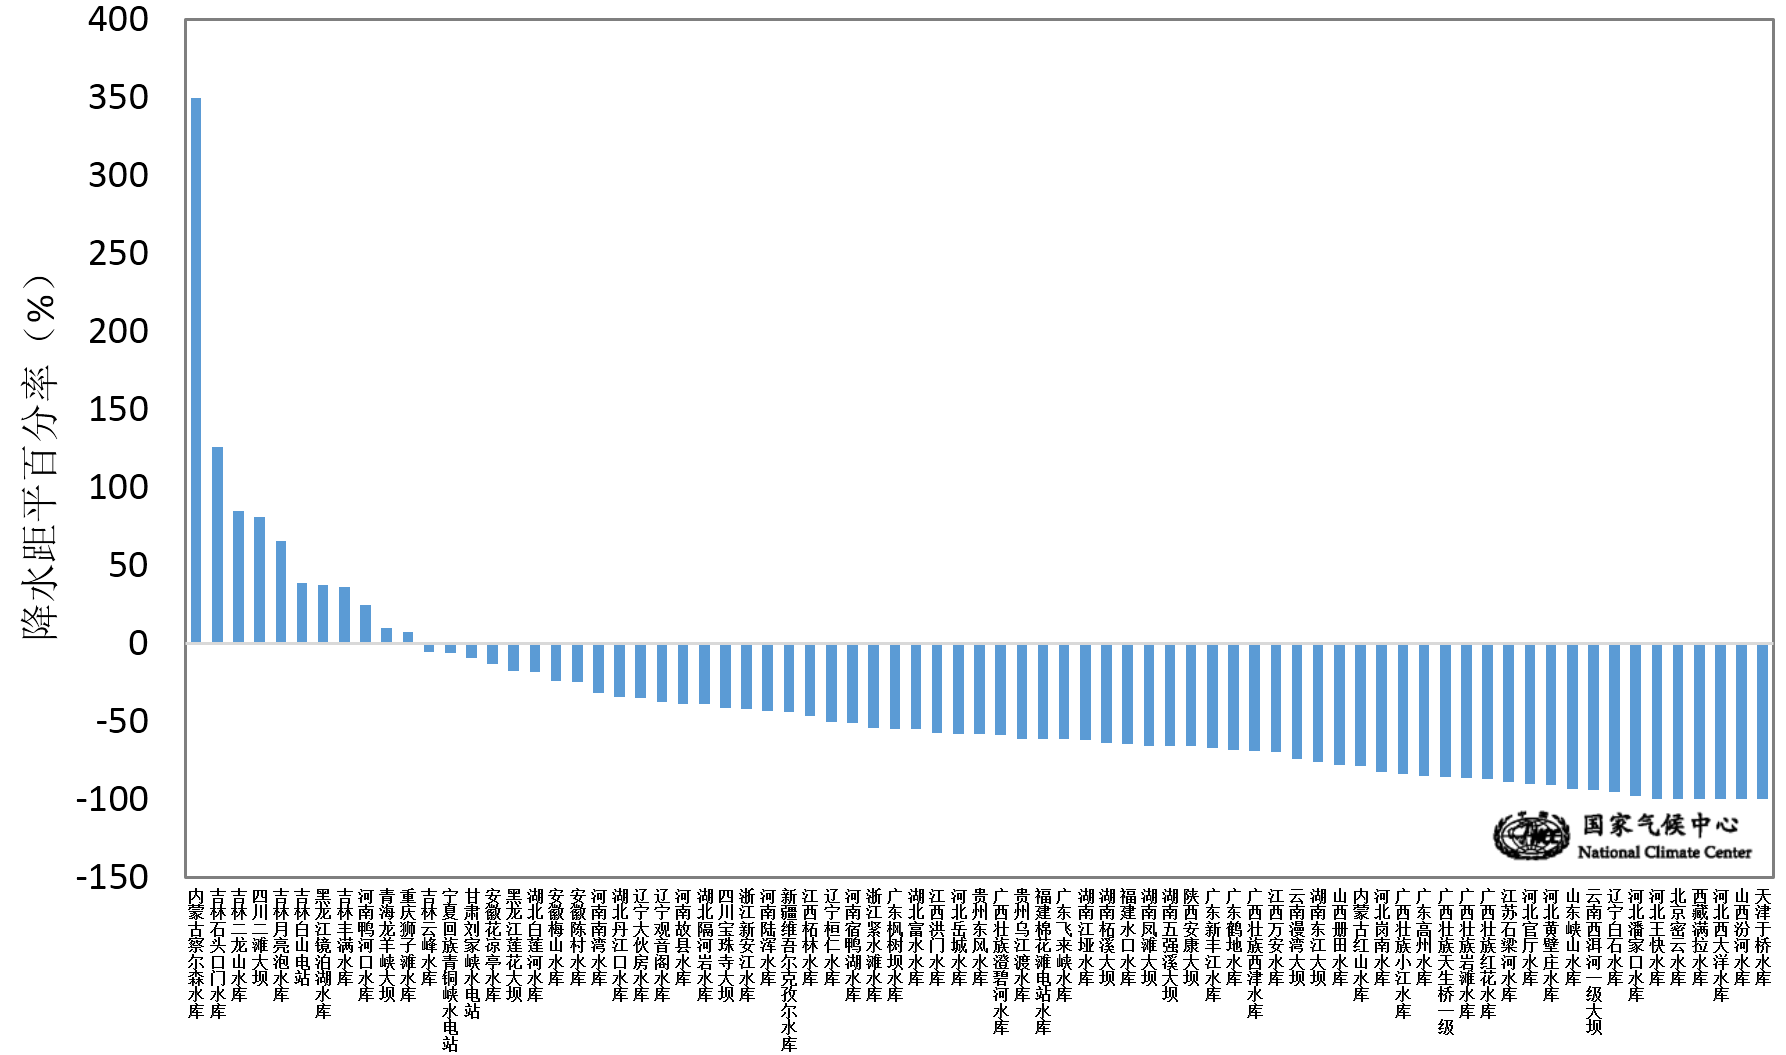 400
350
300
250
200
150
100
50
0
-50
-100
-150
降水距平百分率（%）
国家气候中心
National Climate Center
内蒙古察尔森水库
吉林石头口门水库
吉林二龙山水库
四川二滩大坝
吉林月亮泡水库
吉林白山电站
黑龙江镜泊湖水库
吉林丰满水库
河南鸭河口水库
青海龙羊峡大坝
重庆狮子滩水库
吉林云峰水库
宁夏回族青铜峡水电站
甘肃刘家峡水电站
安徽花凉亭水库
黑龙江莲花大坝
湖北白莲河水库
安徽梅山水库
安徽陈村水库
河南南湾水库
湖北丹江口水库
辽宁大伙房水库
辽宁观音阁水库
河南故县水库
湖北隔河岩水库
四川宝珠寺大坝
浙江新安江水库
河南陆浑水库
新疆维吾尔克孜尔水库
江西柘林水库
辽宁桓仁水库
河南宿鸭湖水库
浙江紧水滩水库
广东枫树坝水库
湖北富水水库
江西洪门水库
河北岳城水库
贵州东风水库
广西壮族澄碧河水库
贵州乌江渡水库
福建棉花滩电站水库
广东飞来峡水库
湖南江垭水库
湖南柘溪大坝
福建水口水库
湖南凤滩大坝
湖南五强溪大坝
陕西安康大坝
广东新丰江水库
广东鹤地水库
广西壮族西津水库
江西万安水库
云南漫湾大坝
湖南东江大坝
山西册田水库
内蒙古红山水库
河北岗南水库
广西壮族小江水库
广东高州水库
广西壮族天生桥一级
广西壮族岩滩水库
广西壮族红花水库
江苏石梁河水库
河北官厅水库
河北黄壁庄水库
山东峡山水库
云南西洱河一级大坝
辽宁白石水库
河北潘家口水库
河北王快水库
北京密云水库
西藏满拉水库
河北西大洋水库
山西汾河水库
天津于桥水库